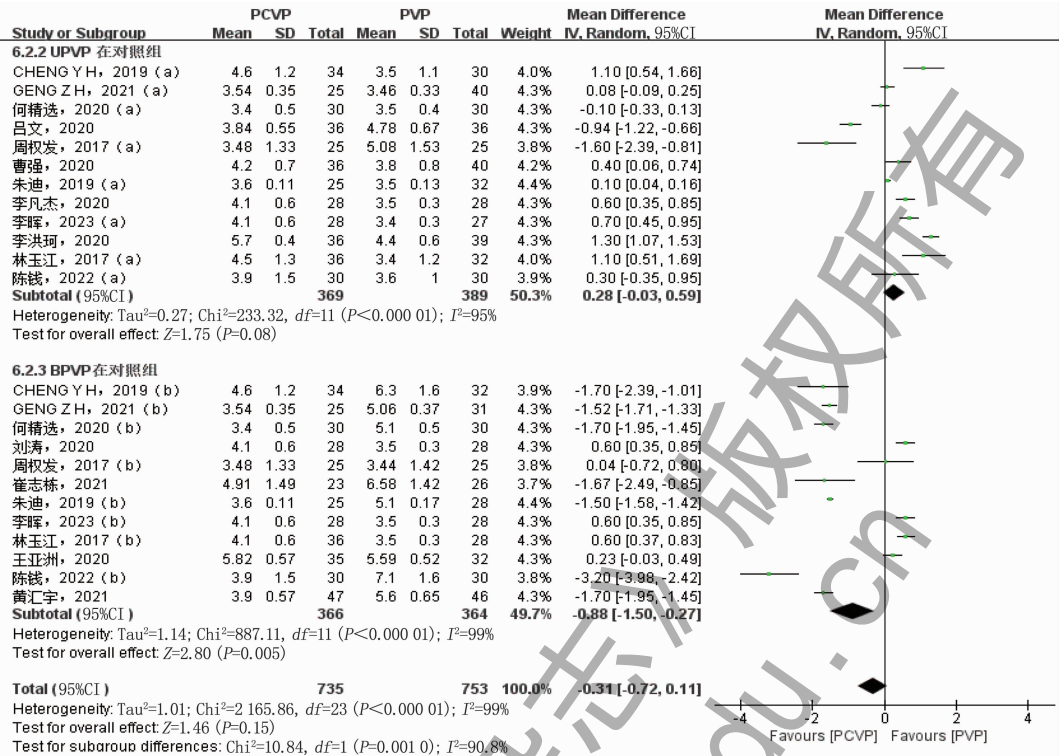 PCVP PVP Mean Difference Mean Difference
Study or Subgroup Mean SD Total Mean SD Total Weight IV, Random, 95%CI IV, Random, 95%CI
6.2.2 UPVP 在对照组
CHENG Y H，2019（a） 4.6 1.2 34 3.5 1.1 30 4.0% 1.10 [0.54, 1.66]
GENG Z H，2021（a） 3.54 0.35 25 3.46 0.33 40 4.3% 0.08 [-0.09, 0.25]
何精选，2020（a） 3.4 0.5 30 3.5 0.4 30 4.3% -0.10 [-0.33, 0.13]
吕文，2020 3.84 0.55 36 4.78 0.67 36 4.3% -0.94 [-1.22, -0.66]
周权发，2017（a） 3.48 1.33 25 5.08 1.53 25 3.8% -1.60 [-2.39, -0.81]
曹强，2020 4.2 0.7 36 3.8 0.8 40 4.2% 0.40 [0.06, 0.74]
朱迪，2019（a） 3.6 0.11 25 3.5 0.13 32 4.4% 0.10 [0.04, 0.16]
李凡杰，2020 4.1 0.6 28 3.5 0.3 28 4.3% 0.60 [0.35, 0.85]
李晖，2023（a） 4.1 0.6 28 3.4 0.3 27 4.3% 0.70 [0.45, 0.95]
李洪珂，2020 5.7 0.4 36 4.4 0.6 39 4.3% 1.30 [1.07, 1.53]
林玉江，2017（a） 4.5 1.3 36 3.4 1.2 32 4.0% 1.10 [0.51, 1.69]
陈钱，2022（a） 3.9 1.5 30 3.6 1 30 3.9% 0.30 [-0.35, 0.95]
Subtotal (95%CI) 369 389 50.3% 0.28 [-0.03, 0.59]
Heterogeneity: Tau²=0.27; Chi²=233.32, df=11 (P<0.000 01); I²=95%
Test for overall effect: Z=1.75 (P=0.08)
6.2.3 BPVP 在对照组
CHENG Y H，2019（b） 4.6 1.2 34 6.3 1.6 32 3.9% -1.70 [-2.39, -1.01]
GENG Z H，2021（b） 3.54 0.35 25 5.06 0.37 31 4.3% -1.52 [-1.71, -1.33]
何精选，2020（b） 3.4 0.5 30 5.1 0.5 30 4.3% -1.70 [-1.95, -1.45]
刘涛，2020 4.1 0.6 28 3.5 0.3 28 4.3% 0.60 [0.35, 0.85]
周权发，2017（b） 3.48 1.33 25 3.44 1.42 25 3.8% 0.04 [-0.72, 0.80]
崔志栋，2021 4.91 1.49 23 6.58 1.42 26 3.8% -1.67 [-2.49, -0.85]
朱迪，2019（b） 3.6 0.11 25 5.1 0.17 28 4.4% -1.50 [-1.58, -1.42]
李晖，2023（b） 4.1 0.6 28 3.5 0.3 28 4.3% 0.60 [0.35, 0.85]
林玉江，2017（b） 4.1 0.6 36 3.5 0.3 28 4.3% 0.60 [0.37, 0.83]
王亚洲，2020 5.82 0.57 35 5.59 0.52 32 4.3% 0.23 [-0.03, 0.49]
陈钱，2022（b） 3.9 1.5 30 7.1 1.6 30 3.8% -3.20 [-3.98, -2.42]
黄汇宇，2021 3.9 0.57 47 5.6 0.65 46 4.3% -1.70 [-1.95, -1.45]
Subtotal (95%CI) 366 364 49.7% -0.88 [-1.50, -0.27]
Heterogeneity: Tau²=1.14; Chi²=887.11, df=11 (P<0.000 01); I²=99%
Test for overall effect: Z=2.80 (P=0.005)
Total (95%CI) 735 753 100.0% -0.31 [-0.72, 0.11]
Heterogeneity: Tau²=1.01; Chi²=2 165.86, df=23 (P<0.000 01); I²=99%
Test for overall effect: Z=1.46 (P=0.15)
Test for subgroup differences: Chi²=10.84, df=1 (P=0.001 0); I²=90.8%
-4 -2 0 2 4
Favours [PCVP] Favours [PVP]
志》版权所有
du.cn